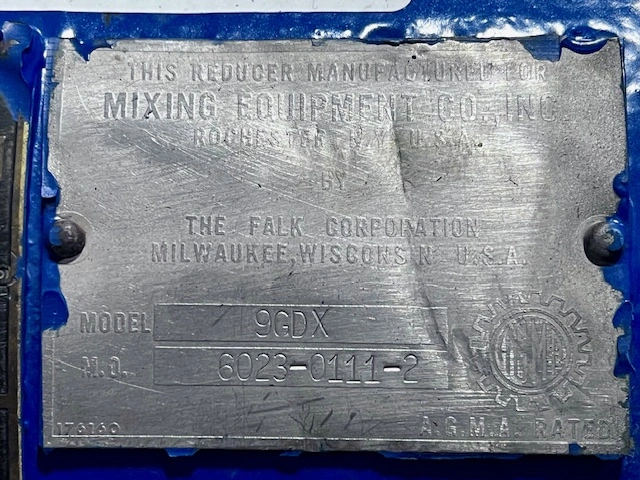 THIS REDUCER MANUFACTURED FOR
MIXING EQUIPMENT CO., INC.
ROCHESTER, N.Y. U.S.A.
BY
THE FALK CORPORATION
MILWAUKEE, WISCONSIN U.S.A.
MODEL 9GDX
M.O. 6023-0111-2
176160
A.G.M.A. RATED